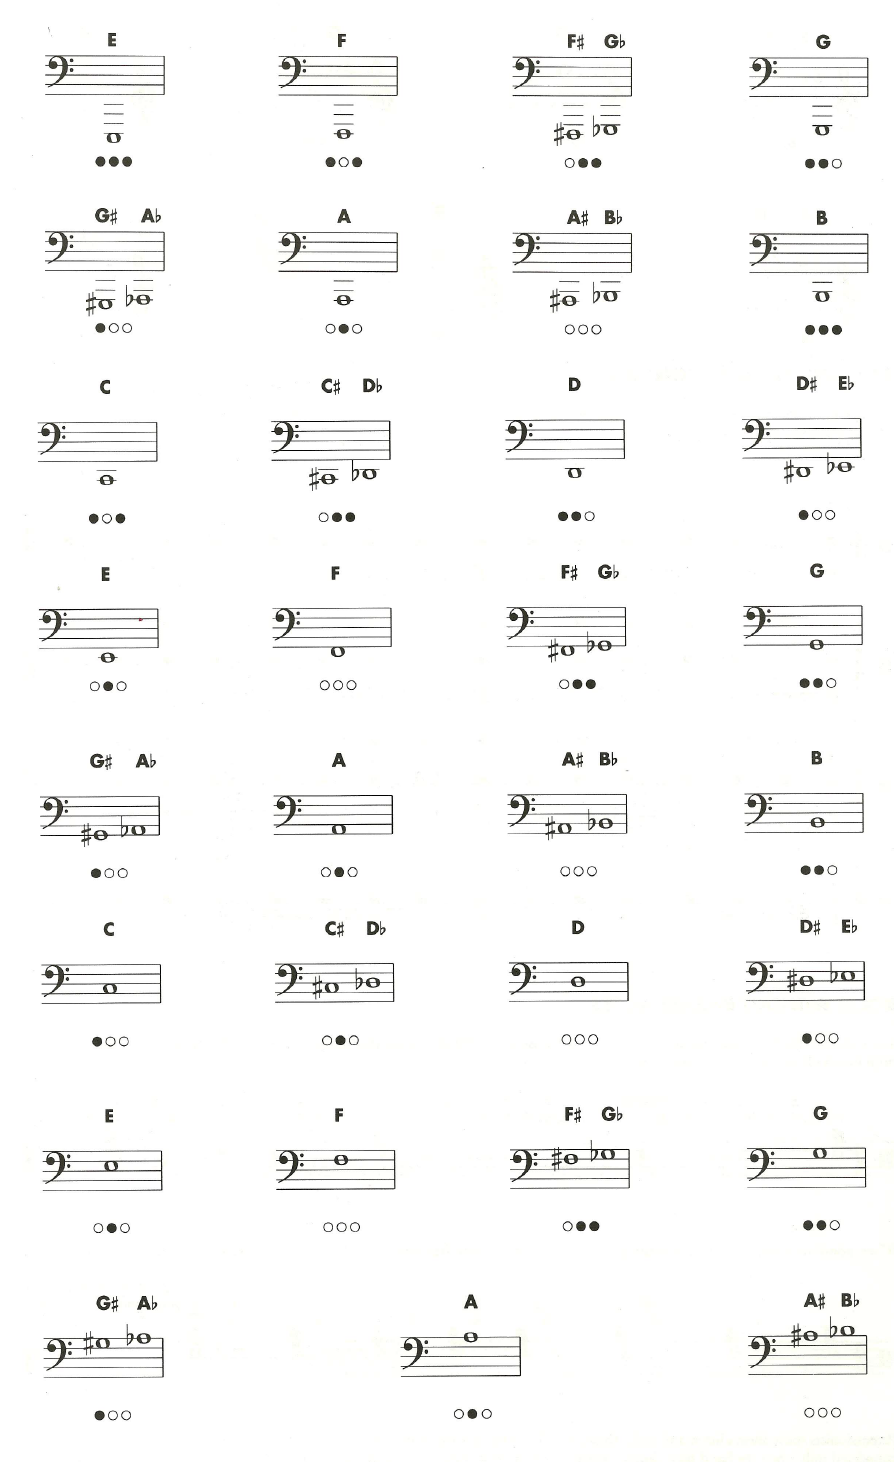 E F F♯ G♭ G
G♯ A♭ A A♯ B♭ B
C C♯ D♭ D D♯ E♭
E F F♯ G♭ G
G♯ A♭ A A♯ B♭ B
C C♯ D♭ D D♯ E♭
E F F♯ G♭ G
G♯ A♭ A A♯ B♭